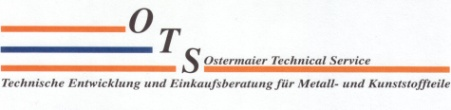 OTS
Ostermaier Technical Service
Technische Entwicklung und Einkaufsberatung für Metall- und Kunststoffteile